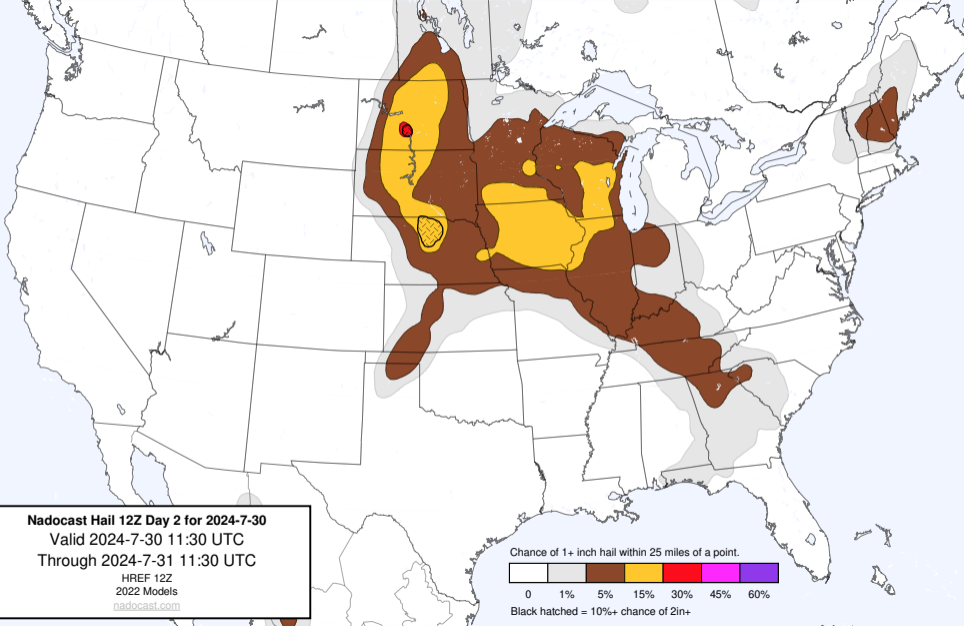 Nadocast Hail 12Z Day 2 for 2024-7-30
Valid 2024-7-30 11:30 UTC
Through 2024-7-31 11:30 UTC
HREF 12Z
2022 Models
nadocast.com
Chance of 1+ inch hail within 25 miles of a point.
0 1% 5% 15% 30% 45% 60%
Black hatched = 10%+ chance of 2in+